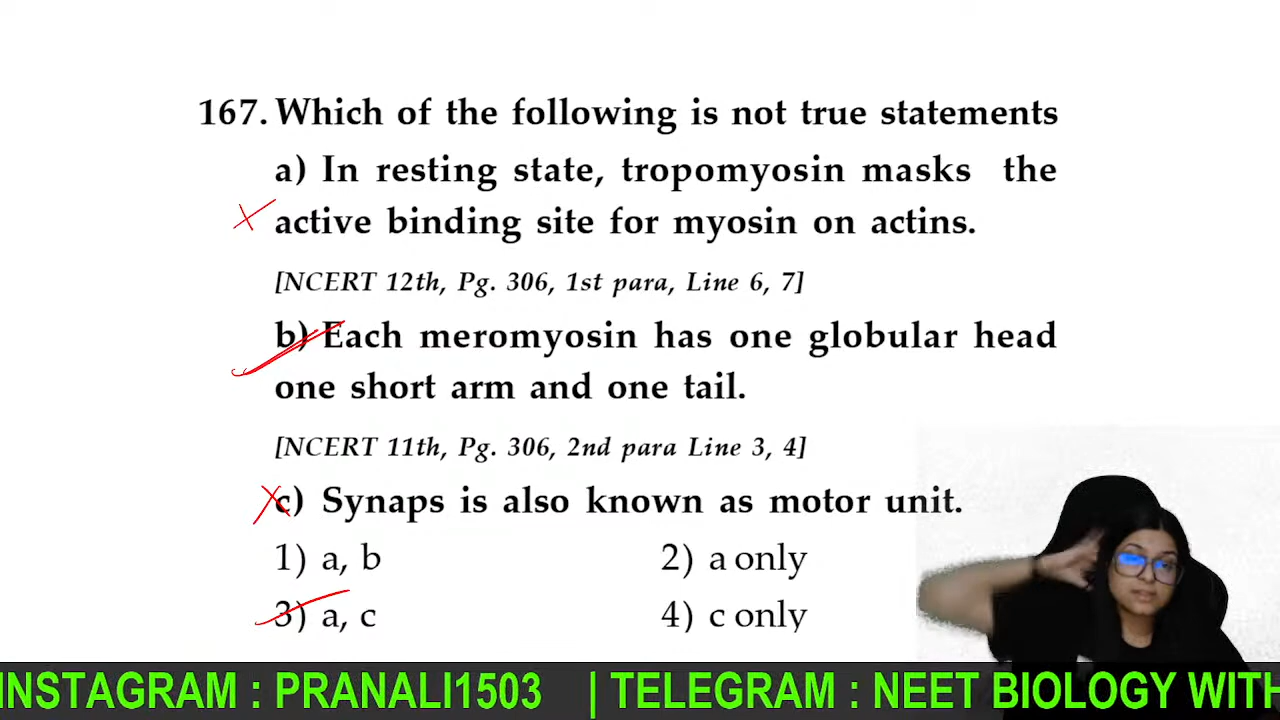 167. Which of the following is not true statements
a) In resting state, tropomyosin masks the
active binding site for myosin on actins.
[NCERT 12th, Pg. 306, 1st para, Line 6, 7]
b) Each meromyosin has one globular head
one short arm and one tail.
[NCERT 11th, Pg. 306, 2nd para Line 3, 4]
c) Synaps is also known as motor unit.
1) a, b 2) a only
3) a, c 4) c only
INSTAGRAM : PRANALI1503 | TELEGRAM : NEET BIOLOGY WITH